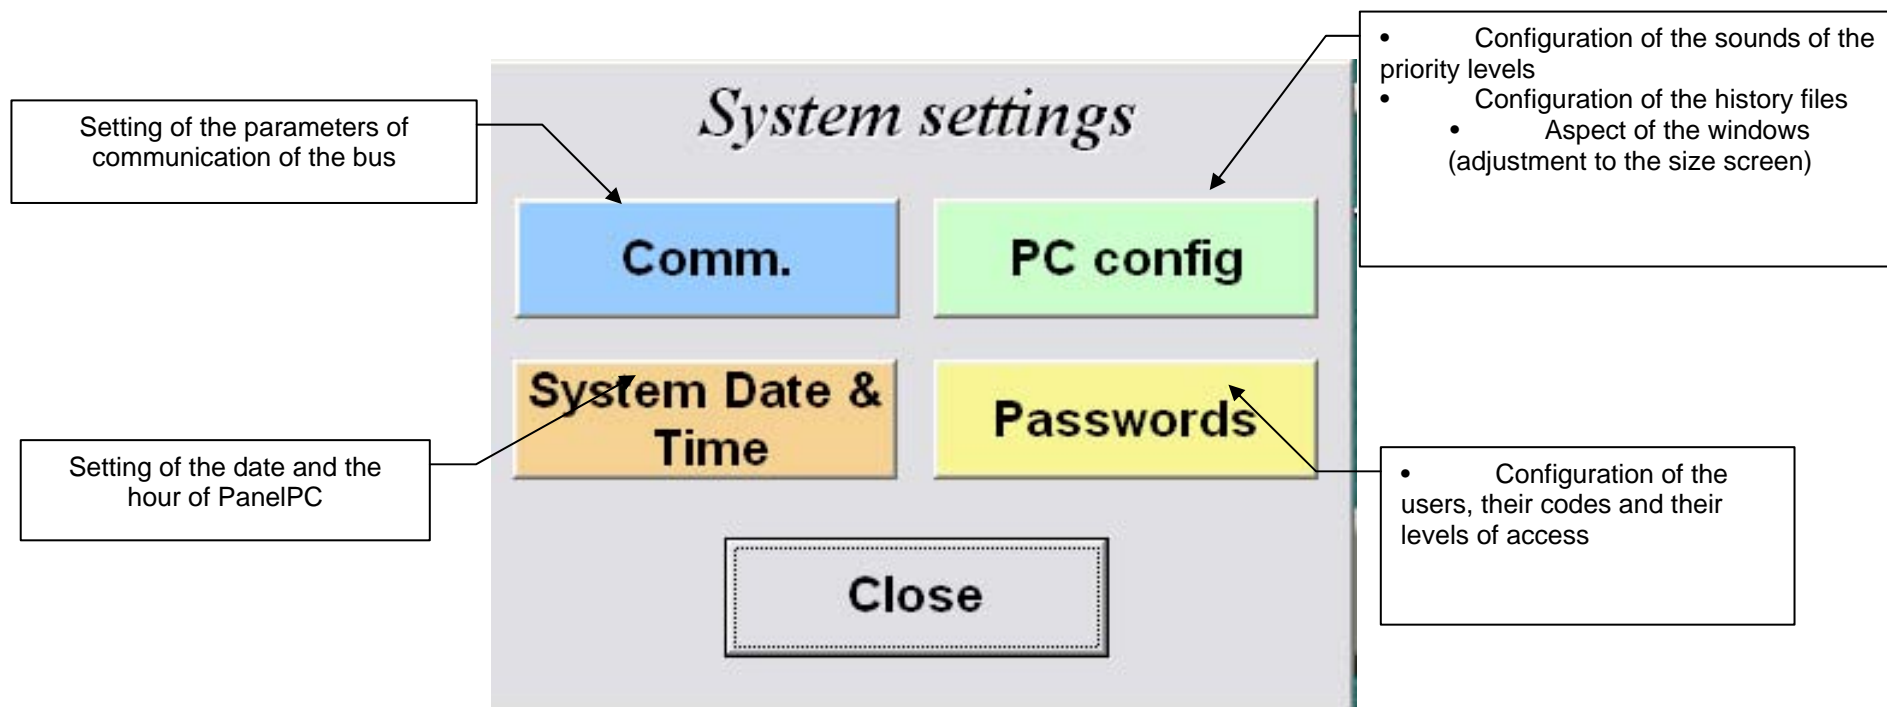 System settings
Setting of the parameters of
communication of the bus
• Configuration of the sounds of the
priority levels
• Configuration of the history files
• Aspect of the windows
(adjustment to the size screen)
Comm.
PC config
System Date &
Time
Passwords
Setting of the date and the
hour of PanelPC
• Configuration of the
users, their codes and their
levels of access
Close